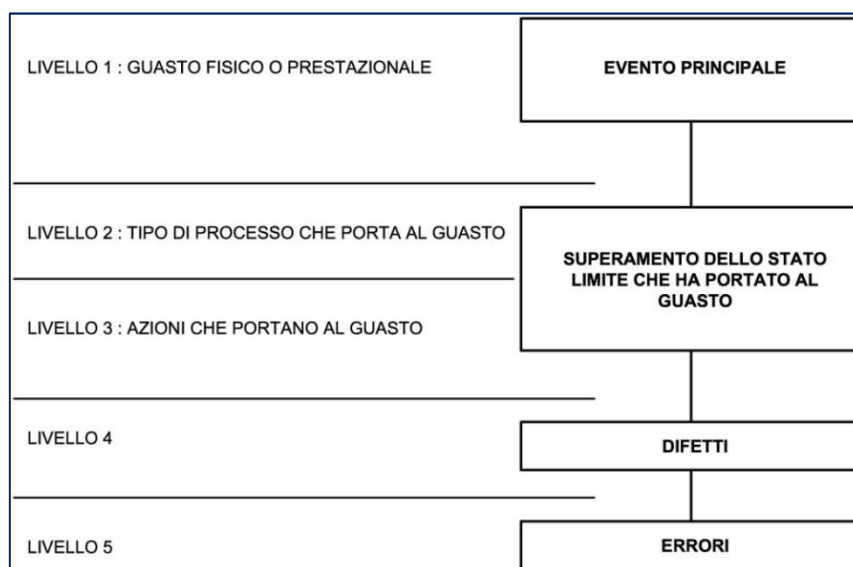 LIVELLO 1 : GUASTO FISICO O PRESTAZIONALE
EVENTO PRINCIPALE
LIVELLO 2 : TIPO DI PROCESSO CHE PORTA AL GUASTO
SUPERAMENTO DELLO STATO
LIMITE CHE HA PORTATO AL
GUASTO
LIVELLO 3 : AZIONI CHE PORTANO AL GUASTO
LIVELLO 4
DIFETTI
LIVELLO 5
ERRORI